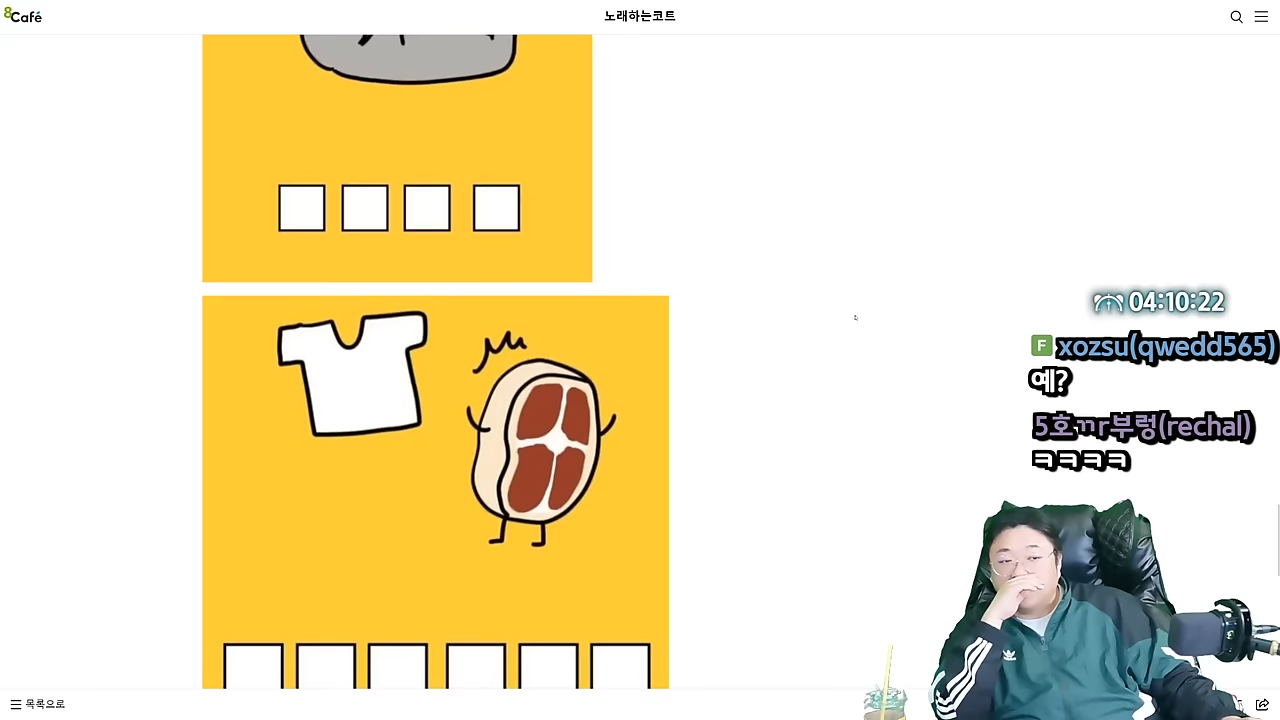 8Café
노래하는코트
04:10:22
F xozsu(qwedd565)
예?
5호ㄲr부렁(rechal)
ㅋㅋㅋㅋ
목록으로